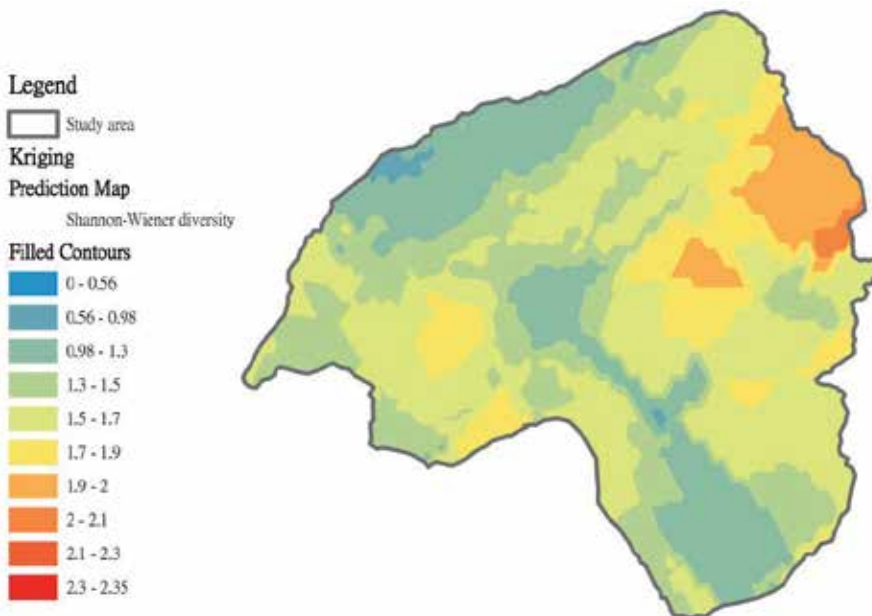 Legend
Study area
Kriging
Prediction Map
Shannon-Wiener diversity
Filled Contours
0 - 0.56
0.56 - 0.98
0.98 - 1.3
1.3 - 1.5
1.5 - 1.7
1.7 - 1.9
1.9 - 2
2 - 2.1
2.1 - 2.3
2.3 - 2.35